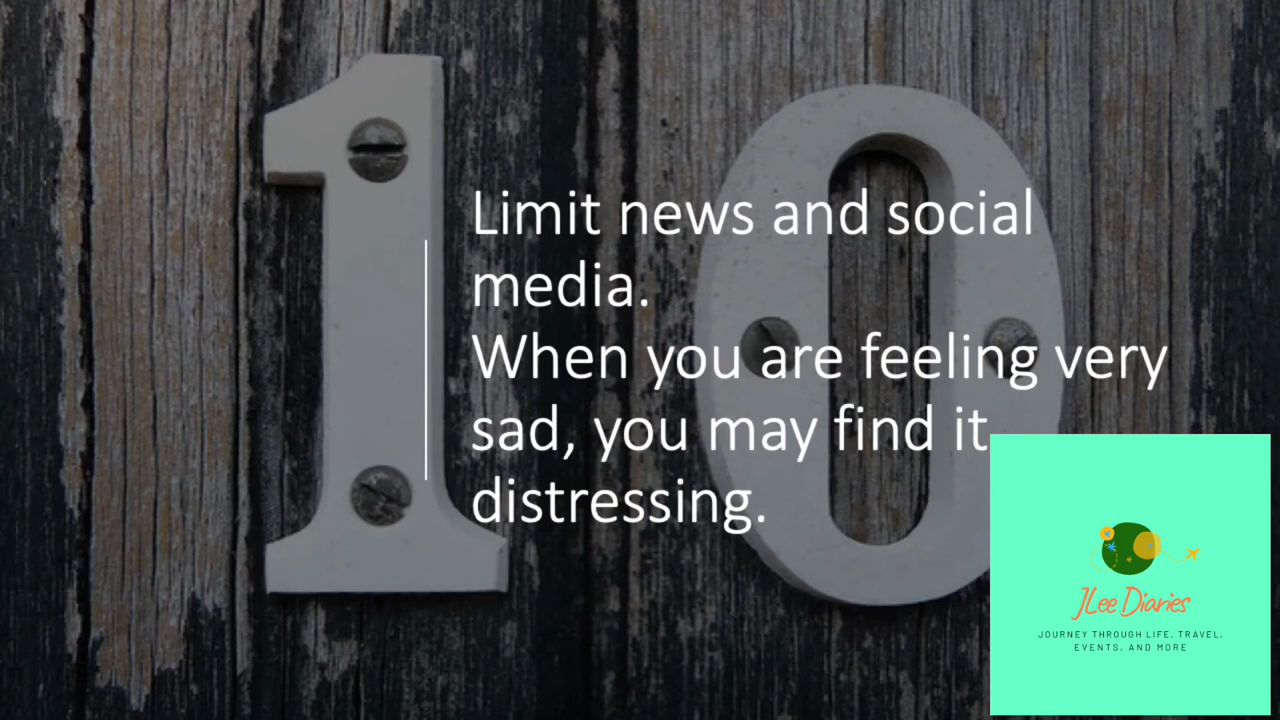 10
Limit news and social
media.
When you are feeling very
sad, you may find it
distressing.
JLee Diaries
JOURNEY THROUGH LIFE, TRAVEL,
EVENTS, AND MORE